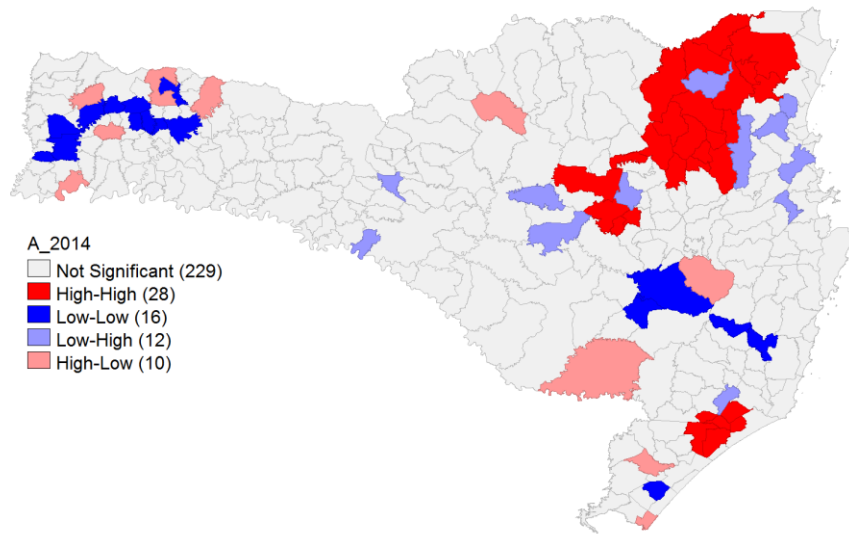 A_2014
Not Significant (229)
High-High (28)
Low-Low (16)
Low-High (12)
High-Low (10)